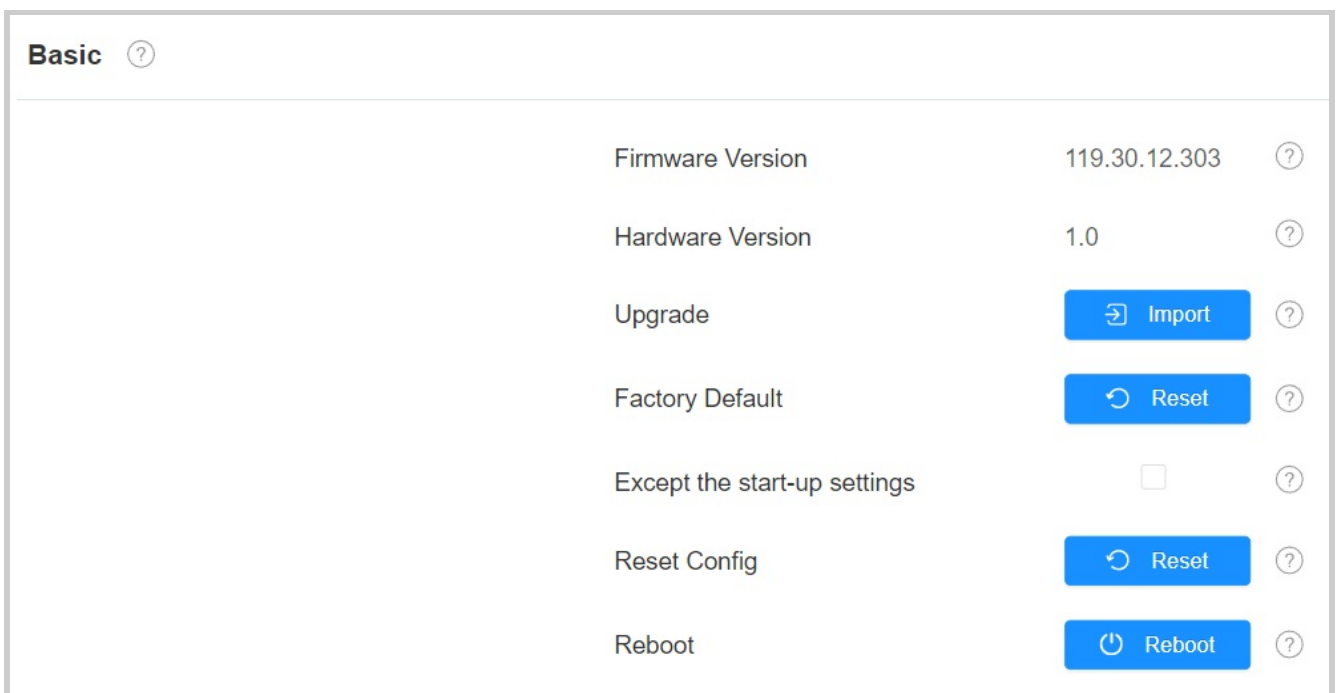 Basic ?
Firmware Version 119.30.12.303 ?
Hardware Version 1.0 ?
Upgrade Import ?
Factory Default Reset ?
Except the start-up settings ?
Reset Config Reset ?
Reboot Reboot ?